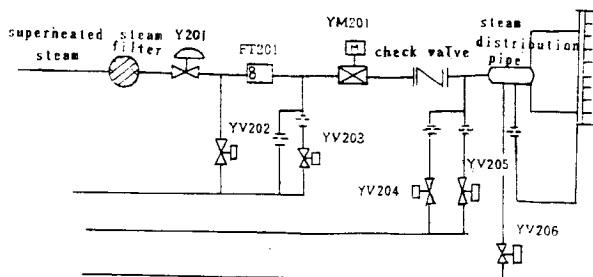 superheated
steam
steam
filter
Y201
FT201
YM201
M
check valve
steam
distribution
pipe
YV202
YV203
YV204
YV205
YV206